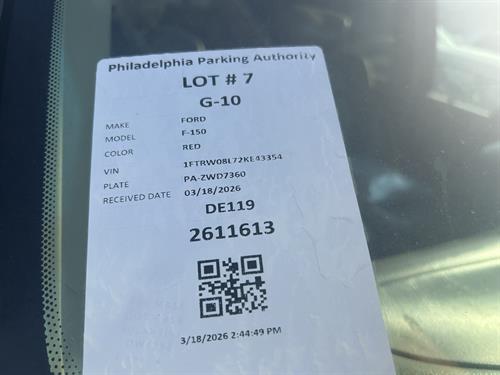 Philadelphia Parking Authority
LOT # 7
G-10
MAKE FORD
MODEL F-150
COLOR RED
VIN 1FTRW08L72KE43354
PLATE PA-ZWD7360
RECEIVED DATE 03/18/2026
DE119
2611613
3/18/2026 2:44:49 PM